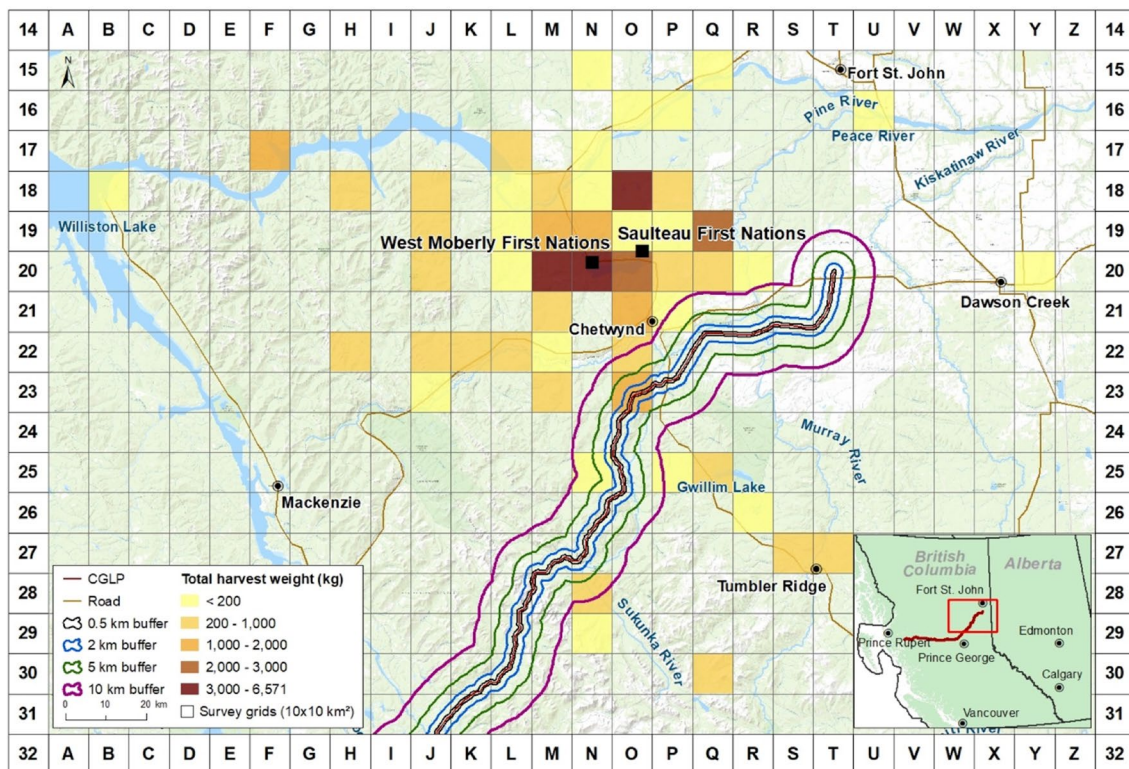 14 A B C D E F G H I J K L M N O P Q R S T U V W X Y Z 14
15 N Fort St. John 15
16 Pine River 16
Peace River
17 Kiskatinaw River 17
18 18
Williston Lake
19 West Moberly First Nations Saulteau First Nations 19
20 20
Dawson Creek
21 Chetwynd 21
22 22
23 23
24 Murray River 24
25 Gwillim Lake 25
Mackenzie
26 26
27 27
Tumbler Ridge
28 28
29 Sukunka River 29
30 30
31 31
32 A B C D E F G H I J K L M N O P Q R S T U V W X Y Z 32
CGLP
Road
0.5 km buffer
2 km buffer
5 km buffer
10 km buffer
0 10 20 km
Total harvest weight (kg)
< 200
200 - 1,000
1,000 - 2,000
2,000 - 3,000
3,000 - 6,571
Survey grids (10x10 km²)
British Columbia
Alberta
Fort St. John
Prince Rupert
Prince George
Edmonton
Calgary
Vancouver
River